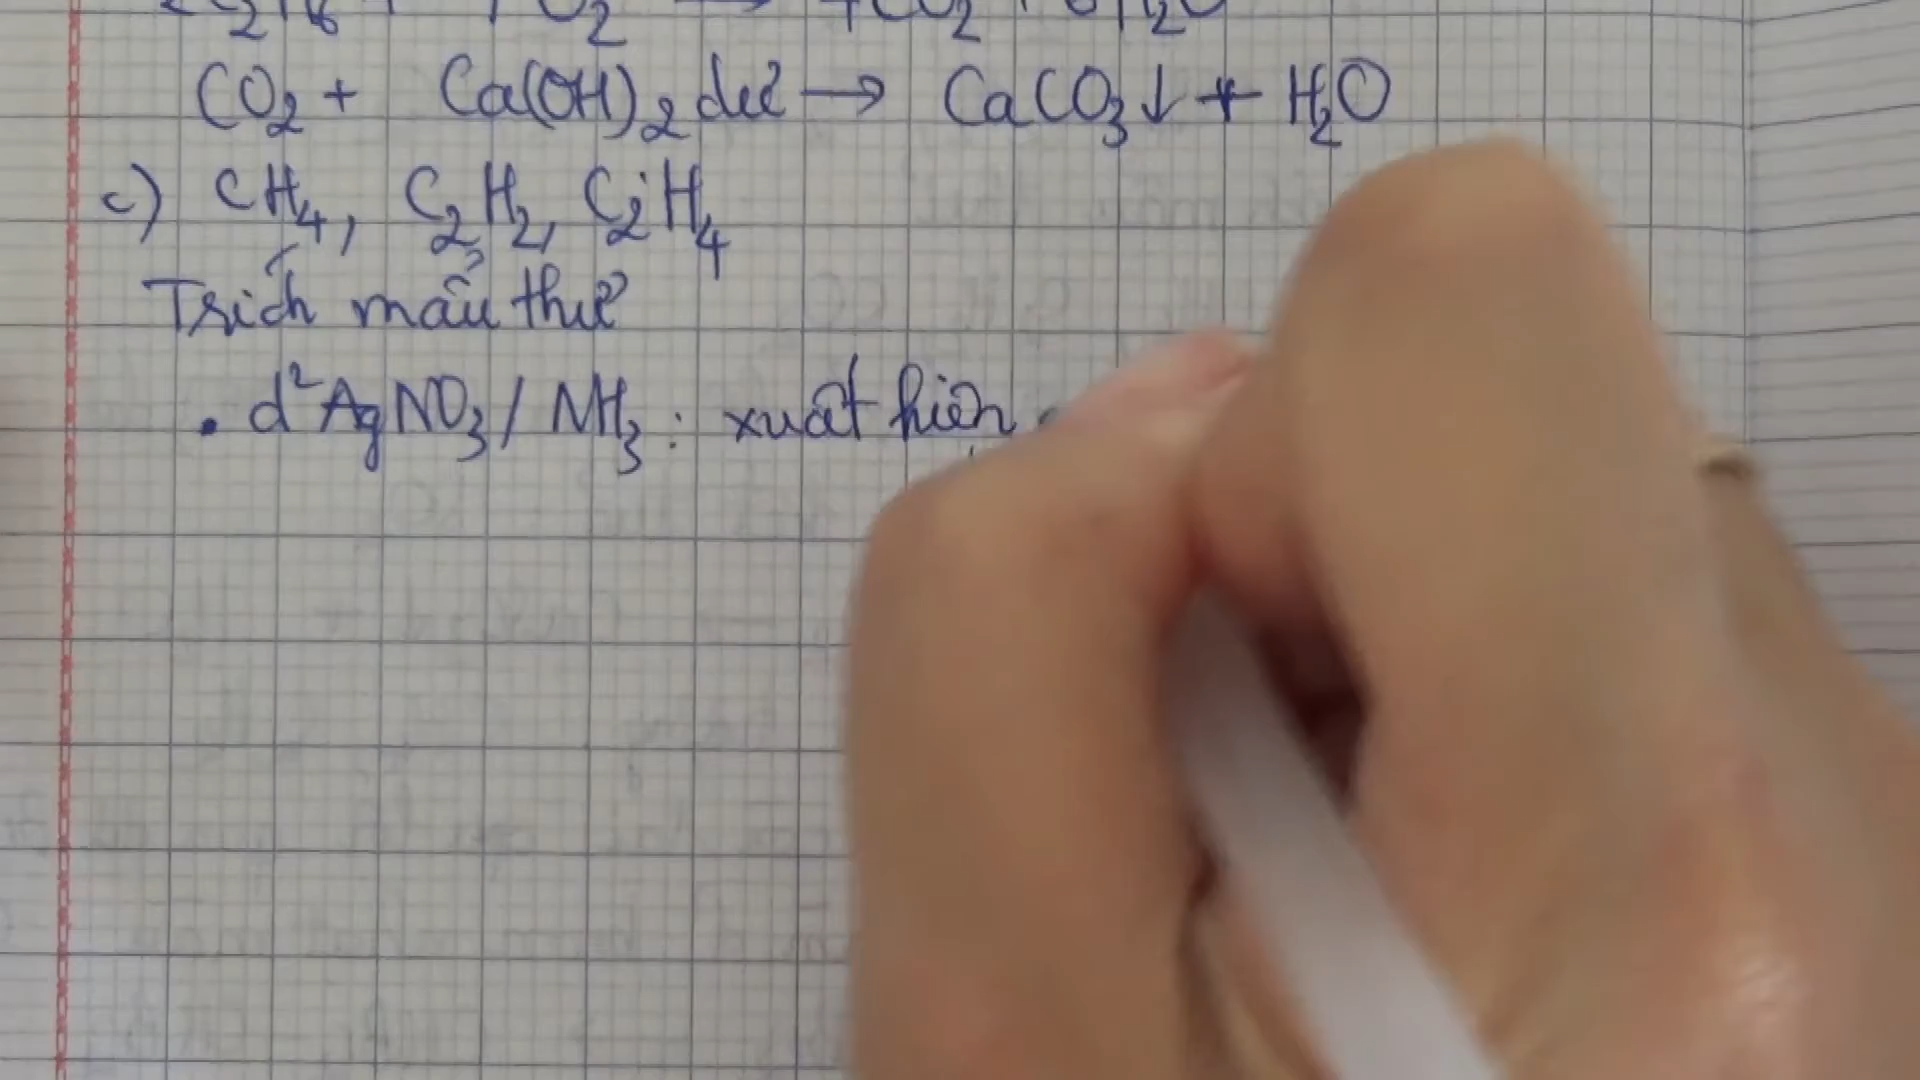 CO₂ + Ca(OH)₂ dư → CaCO₃↓ + H₂O
c) CH₄, C₂H₂, C₂H₄
Trích mẫu thử
• d² AgNO₃ / NH₃ : xuất hiện